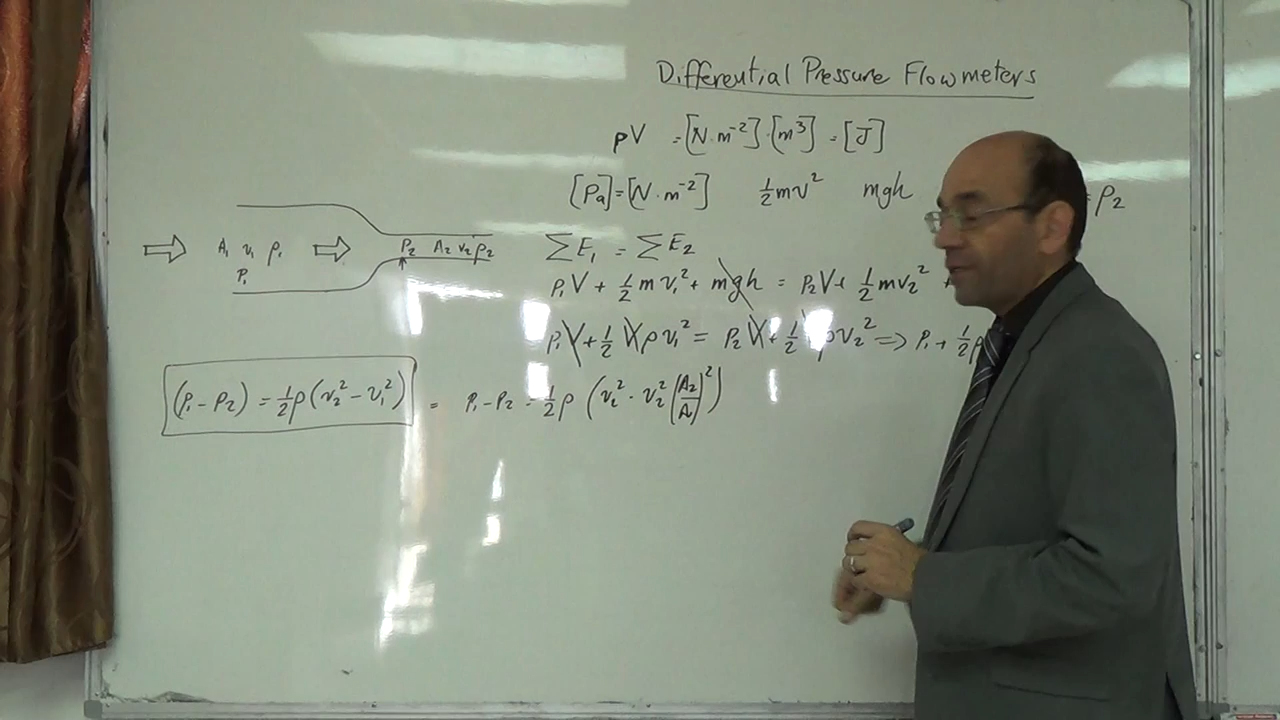 Differential Pressure Flowmeters
pV = [N·m⁻²]·[m³] = [J]
[Pa] = [N·m⁻²] ½mv² mgh = ρ₂
A₁ v₁ ρ₁
P₁
P₂ A₂ v₂ ρ₂
ΣE₁ = ΣE₂
P₁V + ½mv₁² + mgh = P₂V + ½mv₂² +
P₁V + ½Vρv₁² = P₂V + ½Vρv₂² => P₁ + ½ρ
(P₁ - P₂) = ½ρ(v₂² - v₁²) = P₁ - P₂ = ½ρ(v₂² - v₂²(A₂/A₁)²)